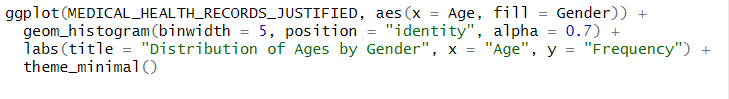 ggplot(MEDICAL_HEALTH_RECORDS_JUSTIFIED, aes(x = Age, fill = Gender)) +
  geom_histogram(binwidth = 5, position = "identity", alpha = 0.7) +
  labs(title = "Distribution of Ages by Gender", x = "Age", y = "Frequency") +
  theme_minimal()